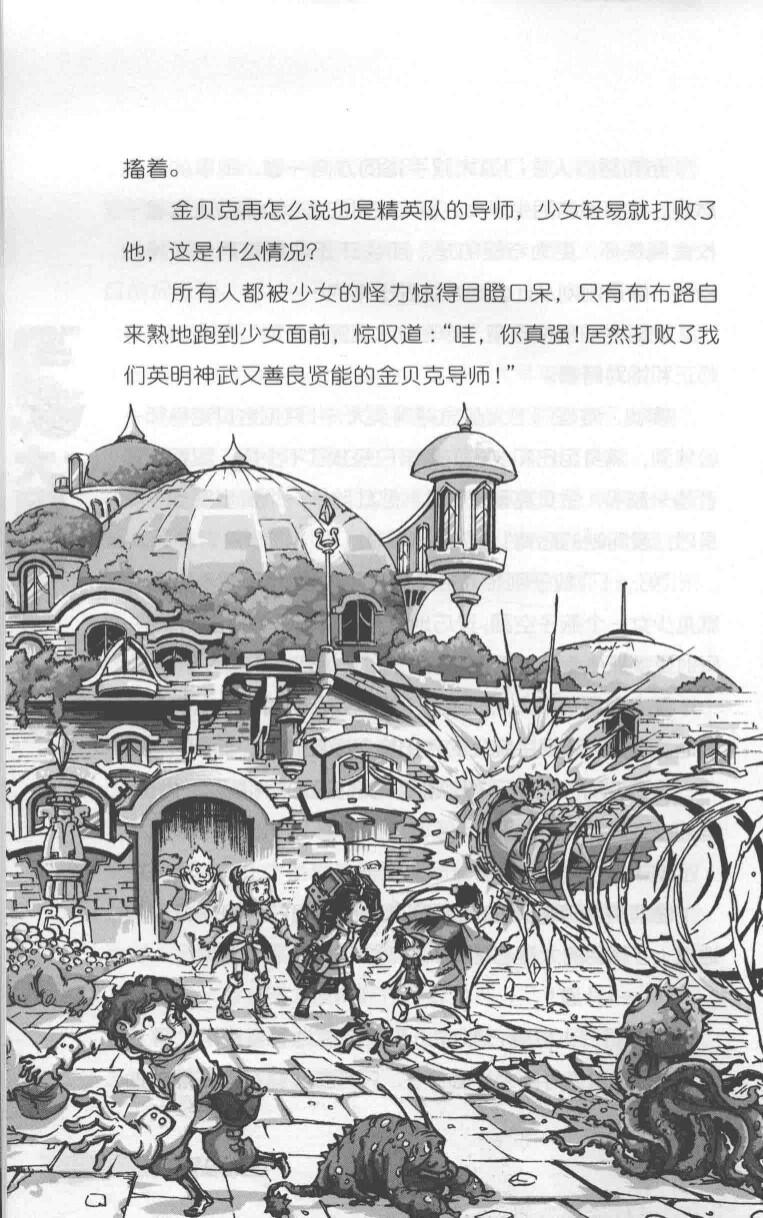 搐着。
金贝克再怎么说也是精英队的导师，少女轻易就打败了
他，这是什么情况？
所有人都被少女的怪力惊得目瞪口呆，只有布布路自
来熟地跑到少女面前，惊叹道：“哇，你真强！居然打败了我
们英明神武又善良贤能的金贝克导师！”